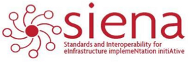 siena
Standards and Interoperability for
eInfrastructure implemeNtation initiAtive